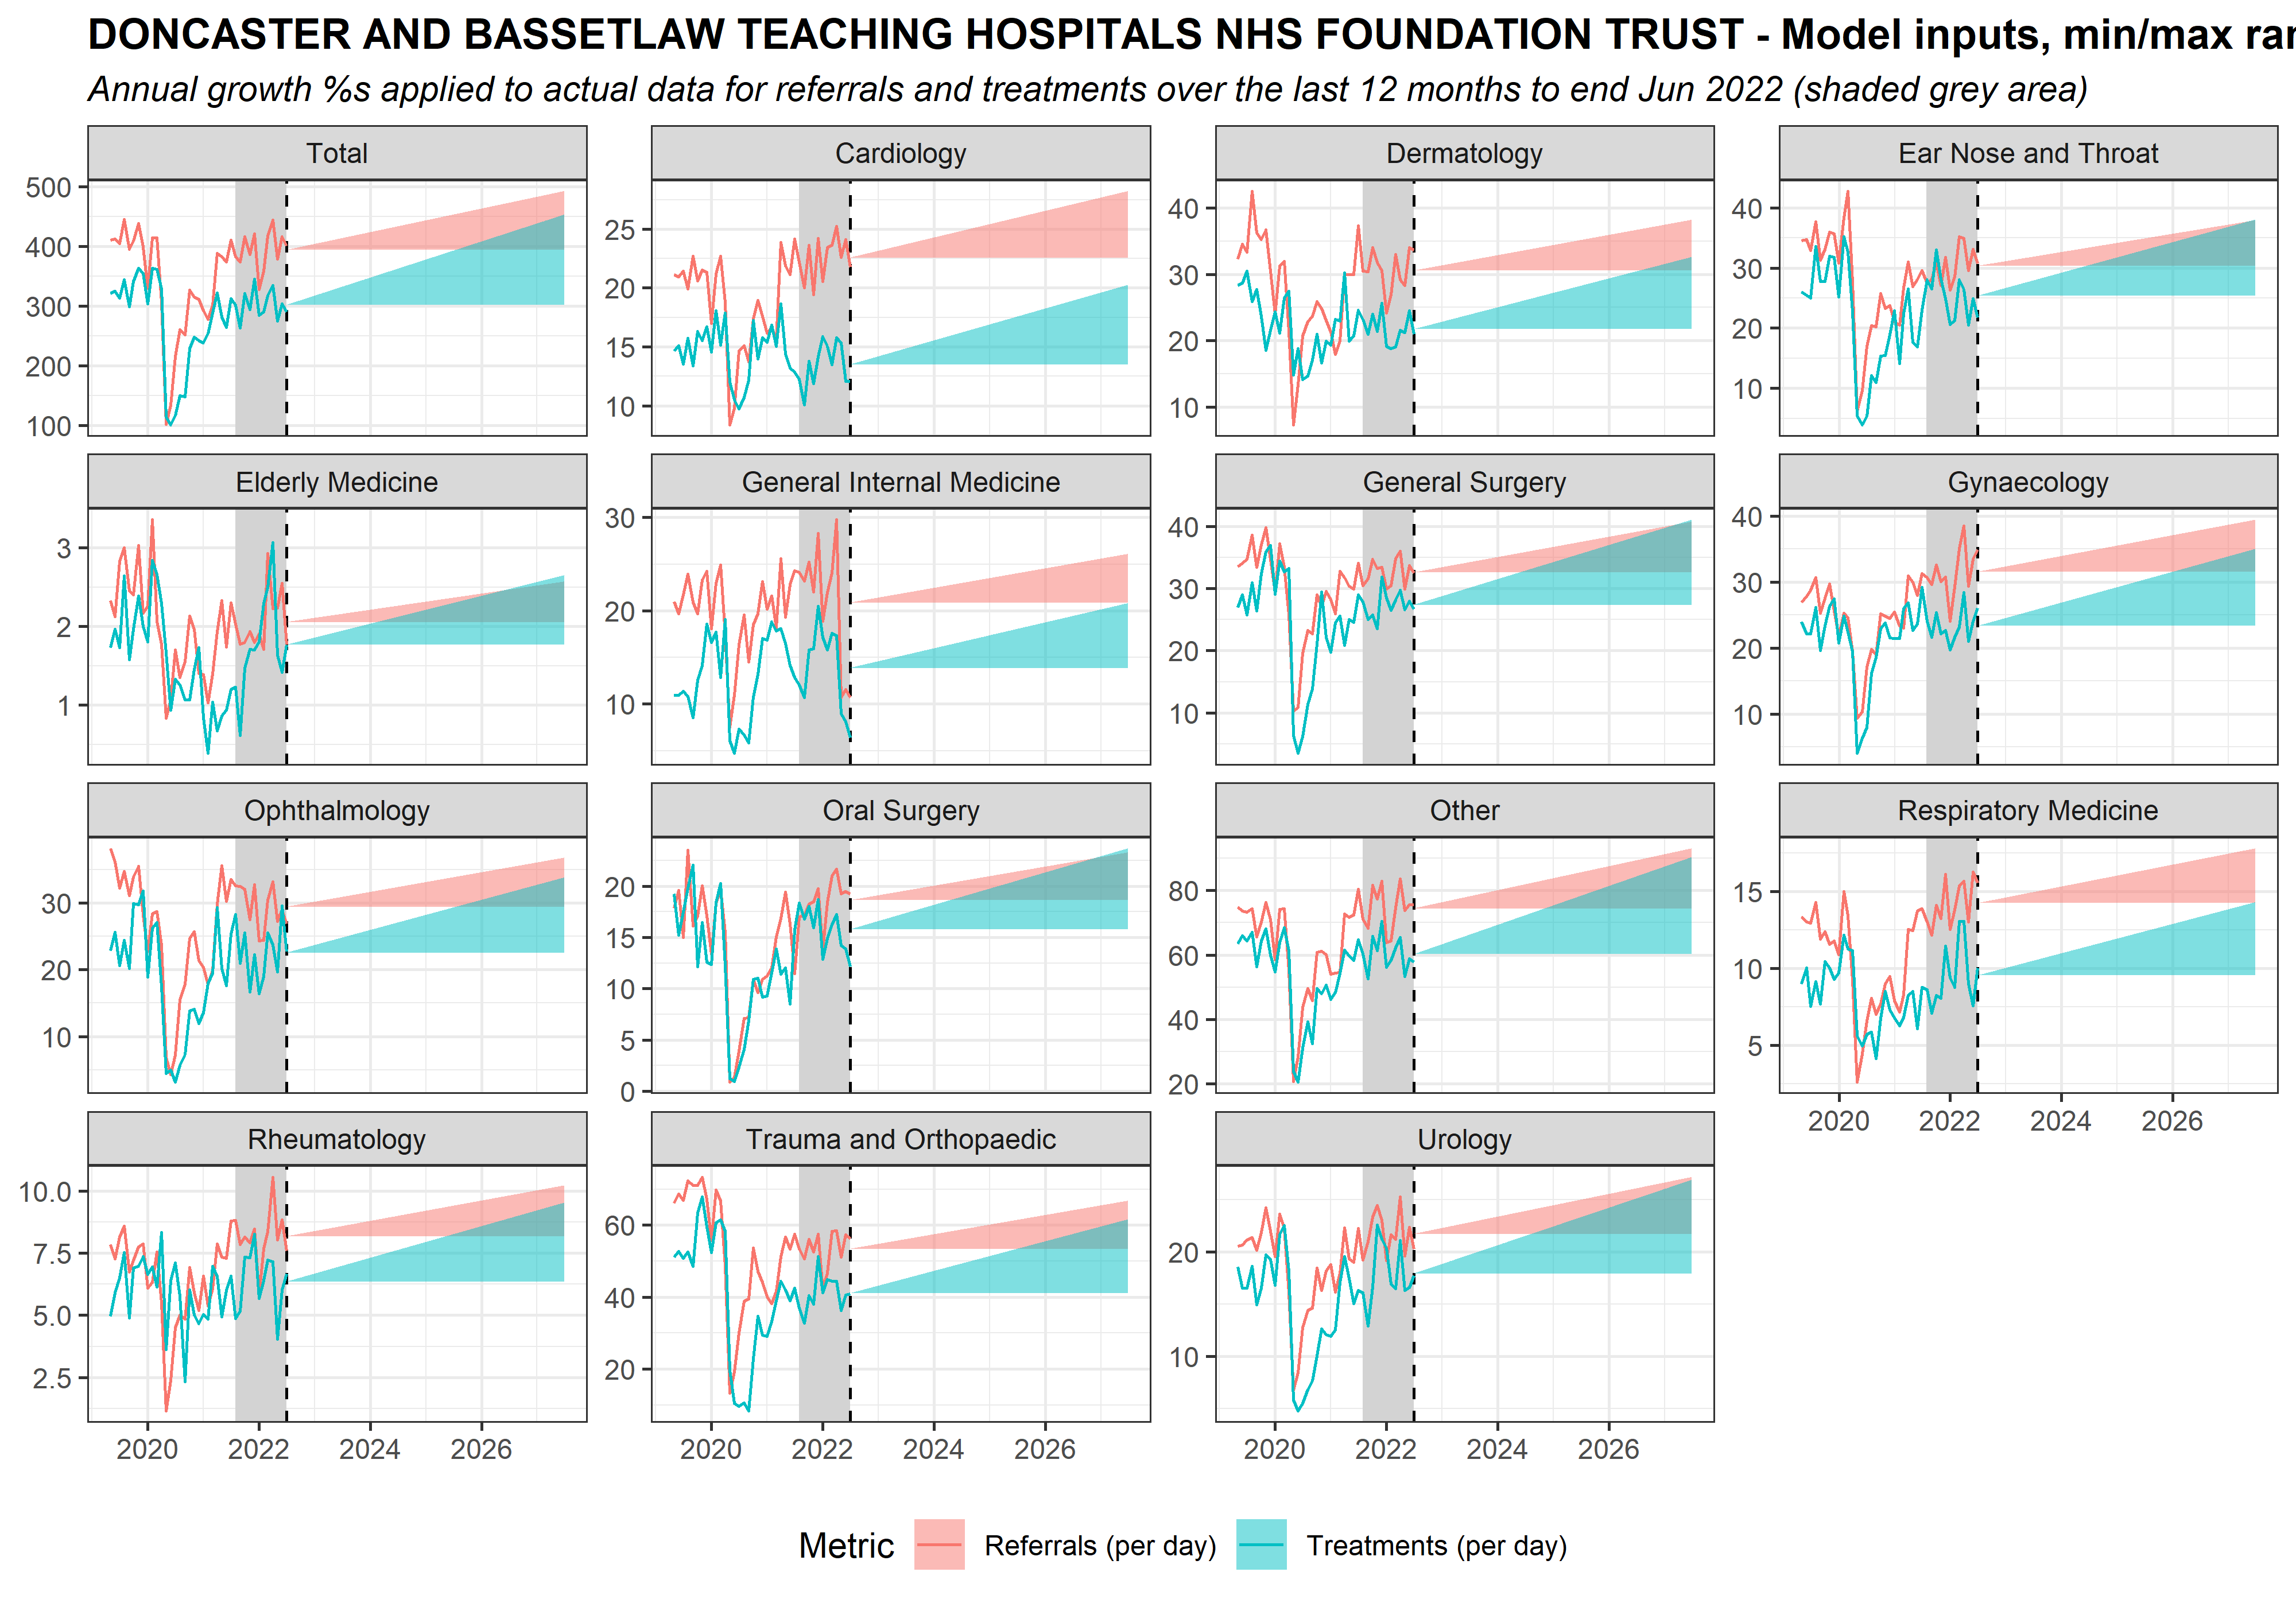 DONCASTER AND BASSETLAW TEACHING HOSPITALS NHS FOUNDATION TRUST - Model inputs, min/max
Annual growth %s applied to actual data for referrals and treatments over the last 12 months to end Jun 2022 (shaded grey area)
Total
Cardiology
Dermatology
Ear Nose and Throat
500
400
300
200
100
25
20
15
10
40
30
20
10
40
30
20
10
Elderly Medicine
General Internal Medicine
General Surgery
Gynaecology
3
2
1
30
20
10
40
30
20
10
40
30
20
10
Ophthalmology
Oral Surgery
Other
Respiratory Medicine
30
20
10
20
15
10
5
0
80
60
40
20
15
10
5
2020 2022 2024 2026
Rheumatology
Trauma and Orthopaedic
Urology
10.0
7.5
5.0
2.5
60
40
20
20
10
2020 2022 2024 2026
2020 2022 2024 2026
2020 2022 2024 2026
Metric Referrals (per day) Treatments (per day)